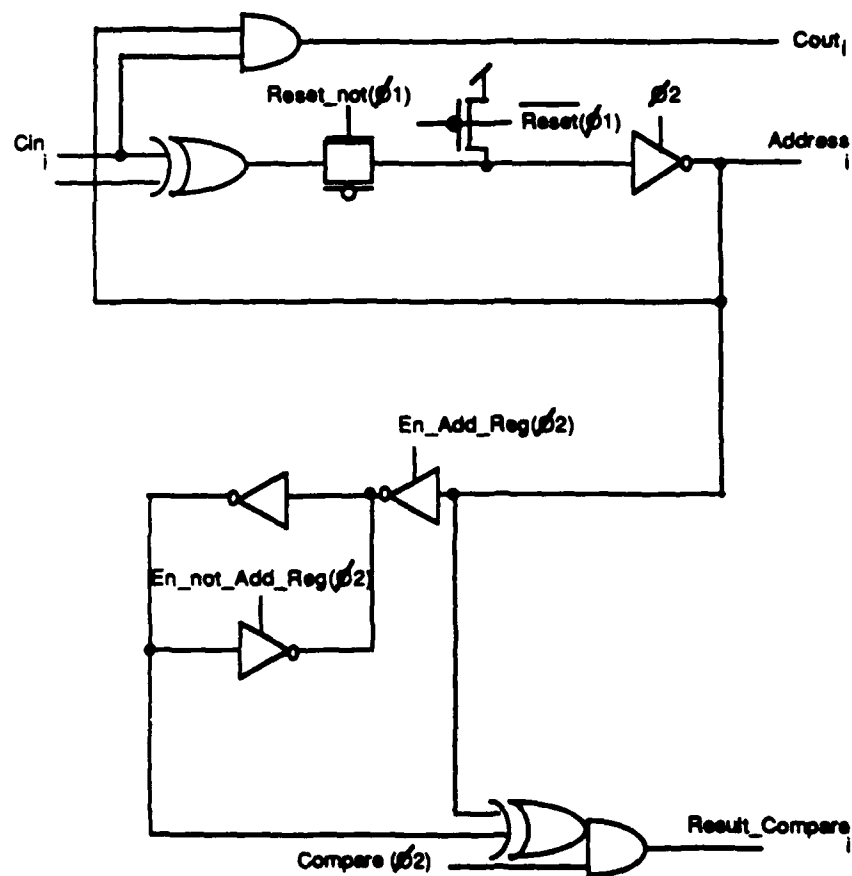 Cout i
Reset_not(ϕ1)
Reset(ϕ1)
ϕ2
Cin i
Address i
En_Add_Reg(ϕ2)
En_not_Add_Reg(ϕ2)
Result_Compare i
Compare (ϕ2)